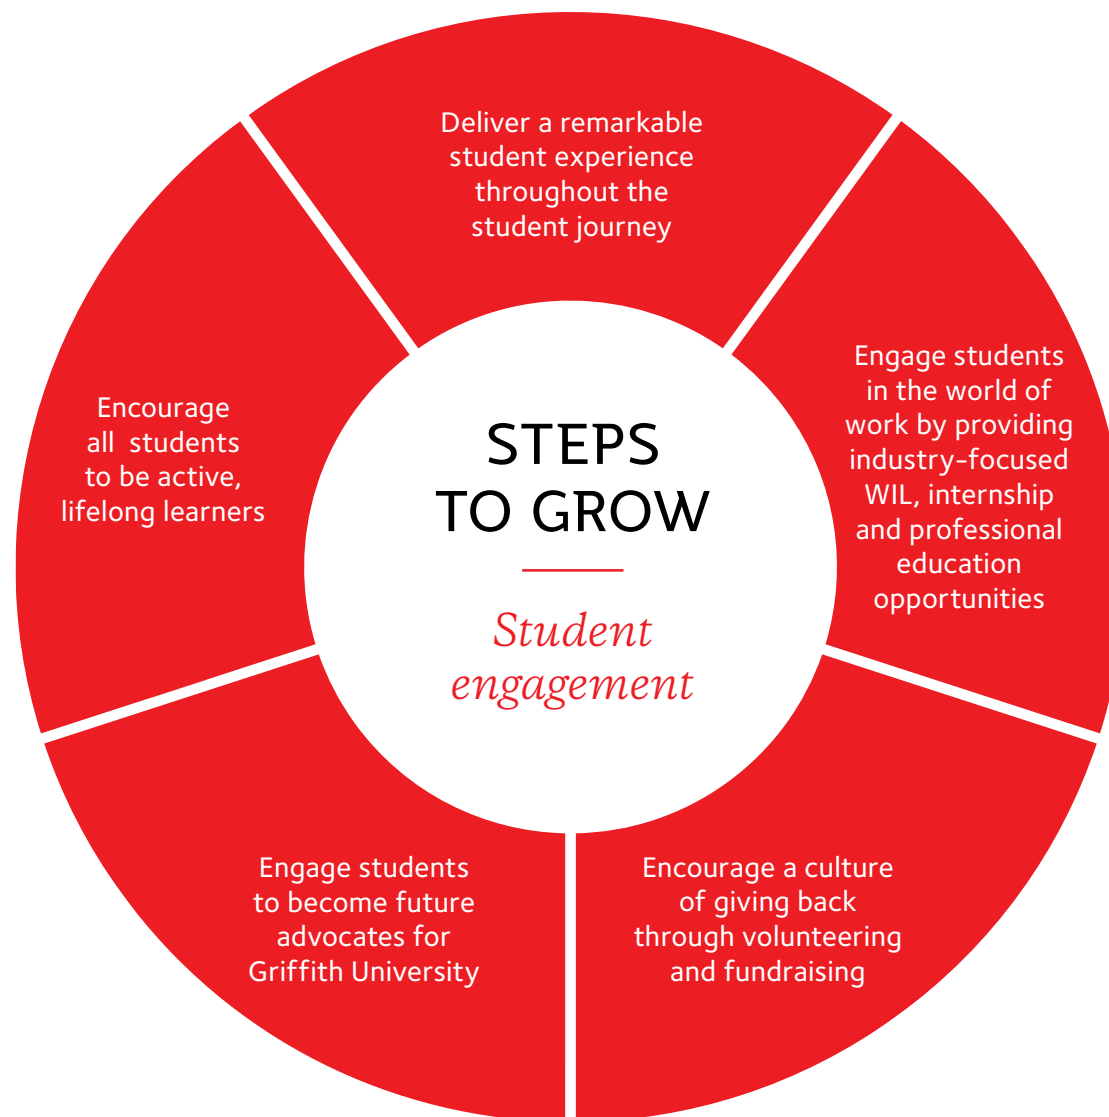 Deliver a remarkable
student experience
throughout the
student journey
Engage students
in the world of
work by providing
industry-focused
WIL, internship
and professional
education
opportunities
Encourage a culture
of giving back
through volunteering
and fundraising
Engage students
to become future
advocates for
Griffith University
Encourage
all  students
to be active,
lifelong learners
STEPS
TO GROW
Student
engagement